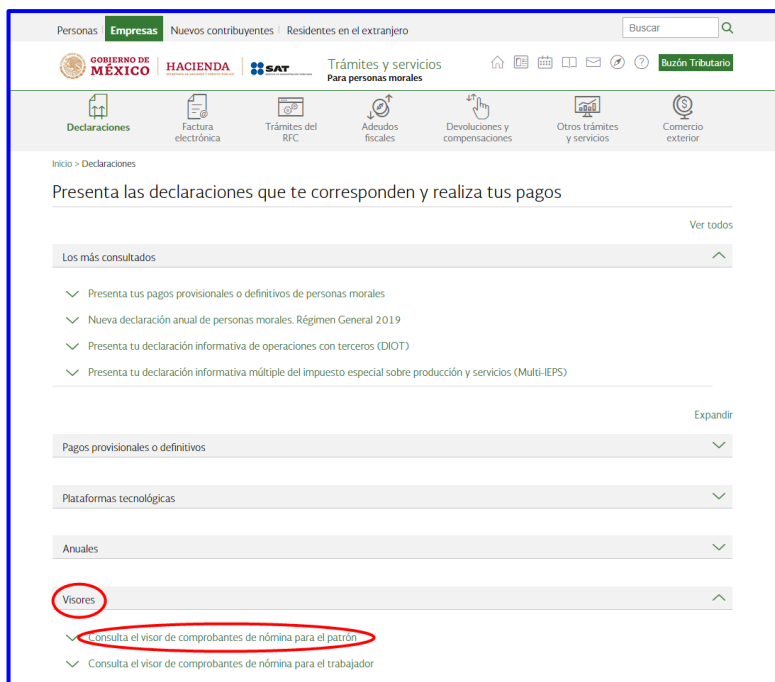 Personas Empresas Nuevos contribuyentes Residentes en el extranjero Buscar
GOBIERNO DE MÉXICO HACIENDA SAT Trámites y servicios Para personas morales Buzón Tributario
Declaraciones
Factura electrónica
Trámites del RFC
Adeudos fiscales
Devoluciones y compensaciones
Otros trámites y servicios
Comercio exterior
Inicio > Declaraciones
Presenta las declaraciones que te corresponden y realiza tus pagos
Ver todos
Los más consultados
Presenta tus pagos provisionales o definitivos de personas morales
Nueva declaración anual de personas morales. Régimen General 2019
Presenta tu declaración informativa de operaciones con terceros (DIOT)
Presenta tu declaración informativa múltiple del impuesto especial sobre producción y servicios (Multi-IEPS)
Expandir
Pagos provisionales o definitivos
Plataformas tecnológicas
Anuales
Visores
Consulta el visor de comprobantes de nómina para el patrón
Consulta el visor de comprobantes de nómina para el trabajador